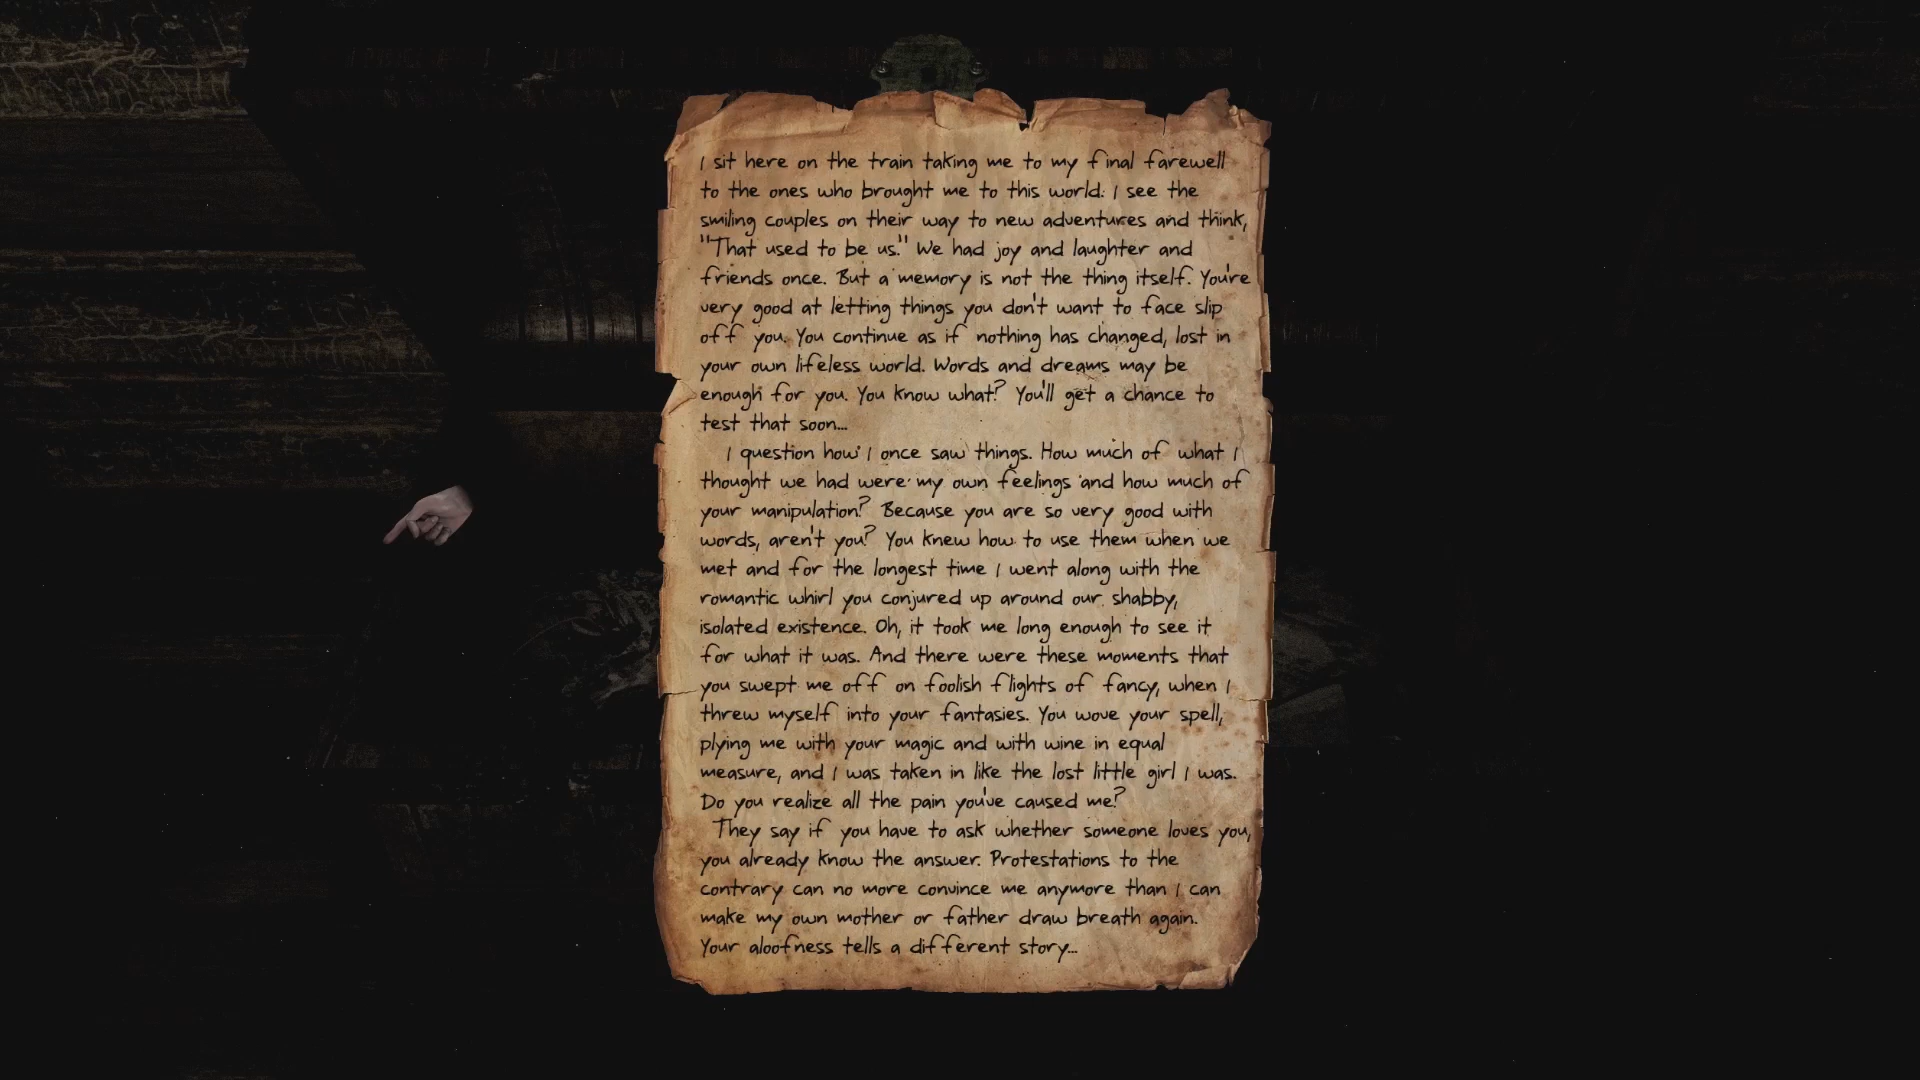 I sit here on the train taking me to my final farewell
to the ones who brought me to this world. I see the
smiling couples on their way to new adventures and think,
"That used to be us." We had joy and laughter and
friends once. But a memory is not the thing itself. You're
very good at letting things you don't want to face slip
off you. You continue as if nothing has changed, lost in
your own lifeless world. Words and dreams may be
enough for you. You know what? You'll get a chance to
test that soon...
I question how I once saw things. How much of what I
thought we had were my own feelings and how much of
your manipulation? Because you are so very good with
words, aren't you? You knew how to use them when we
met and for the longest time I went along with the
romantic whirl you conjured up around our shabby,
isolated existence. Oh, it took me long enough to see it
for what it was. And there were these moments that
you swept me off on foolish flights of fancy, when I
threw myself into your fantasies. You wove your spell,
plying me with your magic and with wine in equal
measure, and I was taken in like the lost little girl I was.
Do you realize all the pain you've caused me?
They say if you have to ask whether someone loves you,
you already know the answer. Protestations to the
contrary can no more convince me anymore than I can
make my own mother or father draw breath again.
Your aloofness tells a different story...